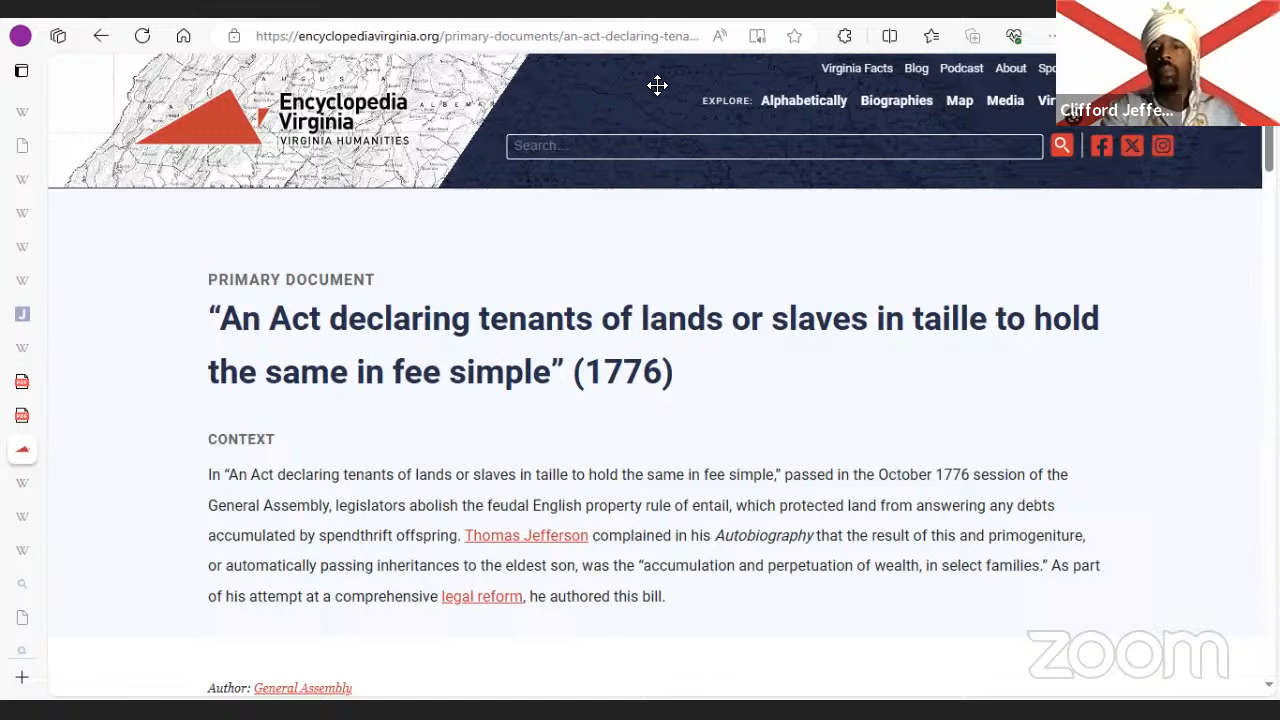 https://encyclopediavirginia.org/primary-documents/an-act-declaring-tena...
Virginia Facts Blog Podcast About Spo
Encyclopedia
Virginia
VIRGINIA HUMANITIES
EXPLORE: Alphabetically Biographies Map Media Vir
Clifford Jeffe...
Search...
PRIMARY DOCUMENT
“An Act declaring tenants of lands or slaves in taille to hold
the same in fee simple” (1776)
CONTEXT
In “An Act declaring tenants of lands or slaves in taille to hold the same in fee simple,” passed in the October 1776 session of the
General Assembly, legislators abolish the feudal English property rule of entail, which protected land from answering any debts
accumulated by spendthrift offspring. Thomas Jefferson complained in his Autobiography that the result of this and primogeniture,
or automatically passing inheritances to the eldest son, was the “accumulation and perpetuation of wealth, in select families.” As part
of his attempt at a comprehensive legal reform, he authored this bill.
zoom
Author: General Assembly